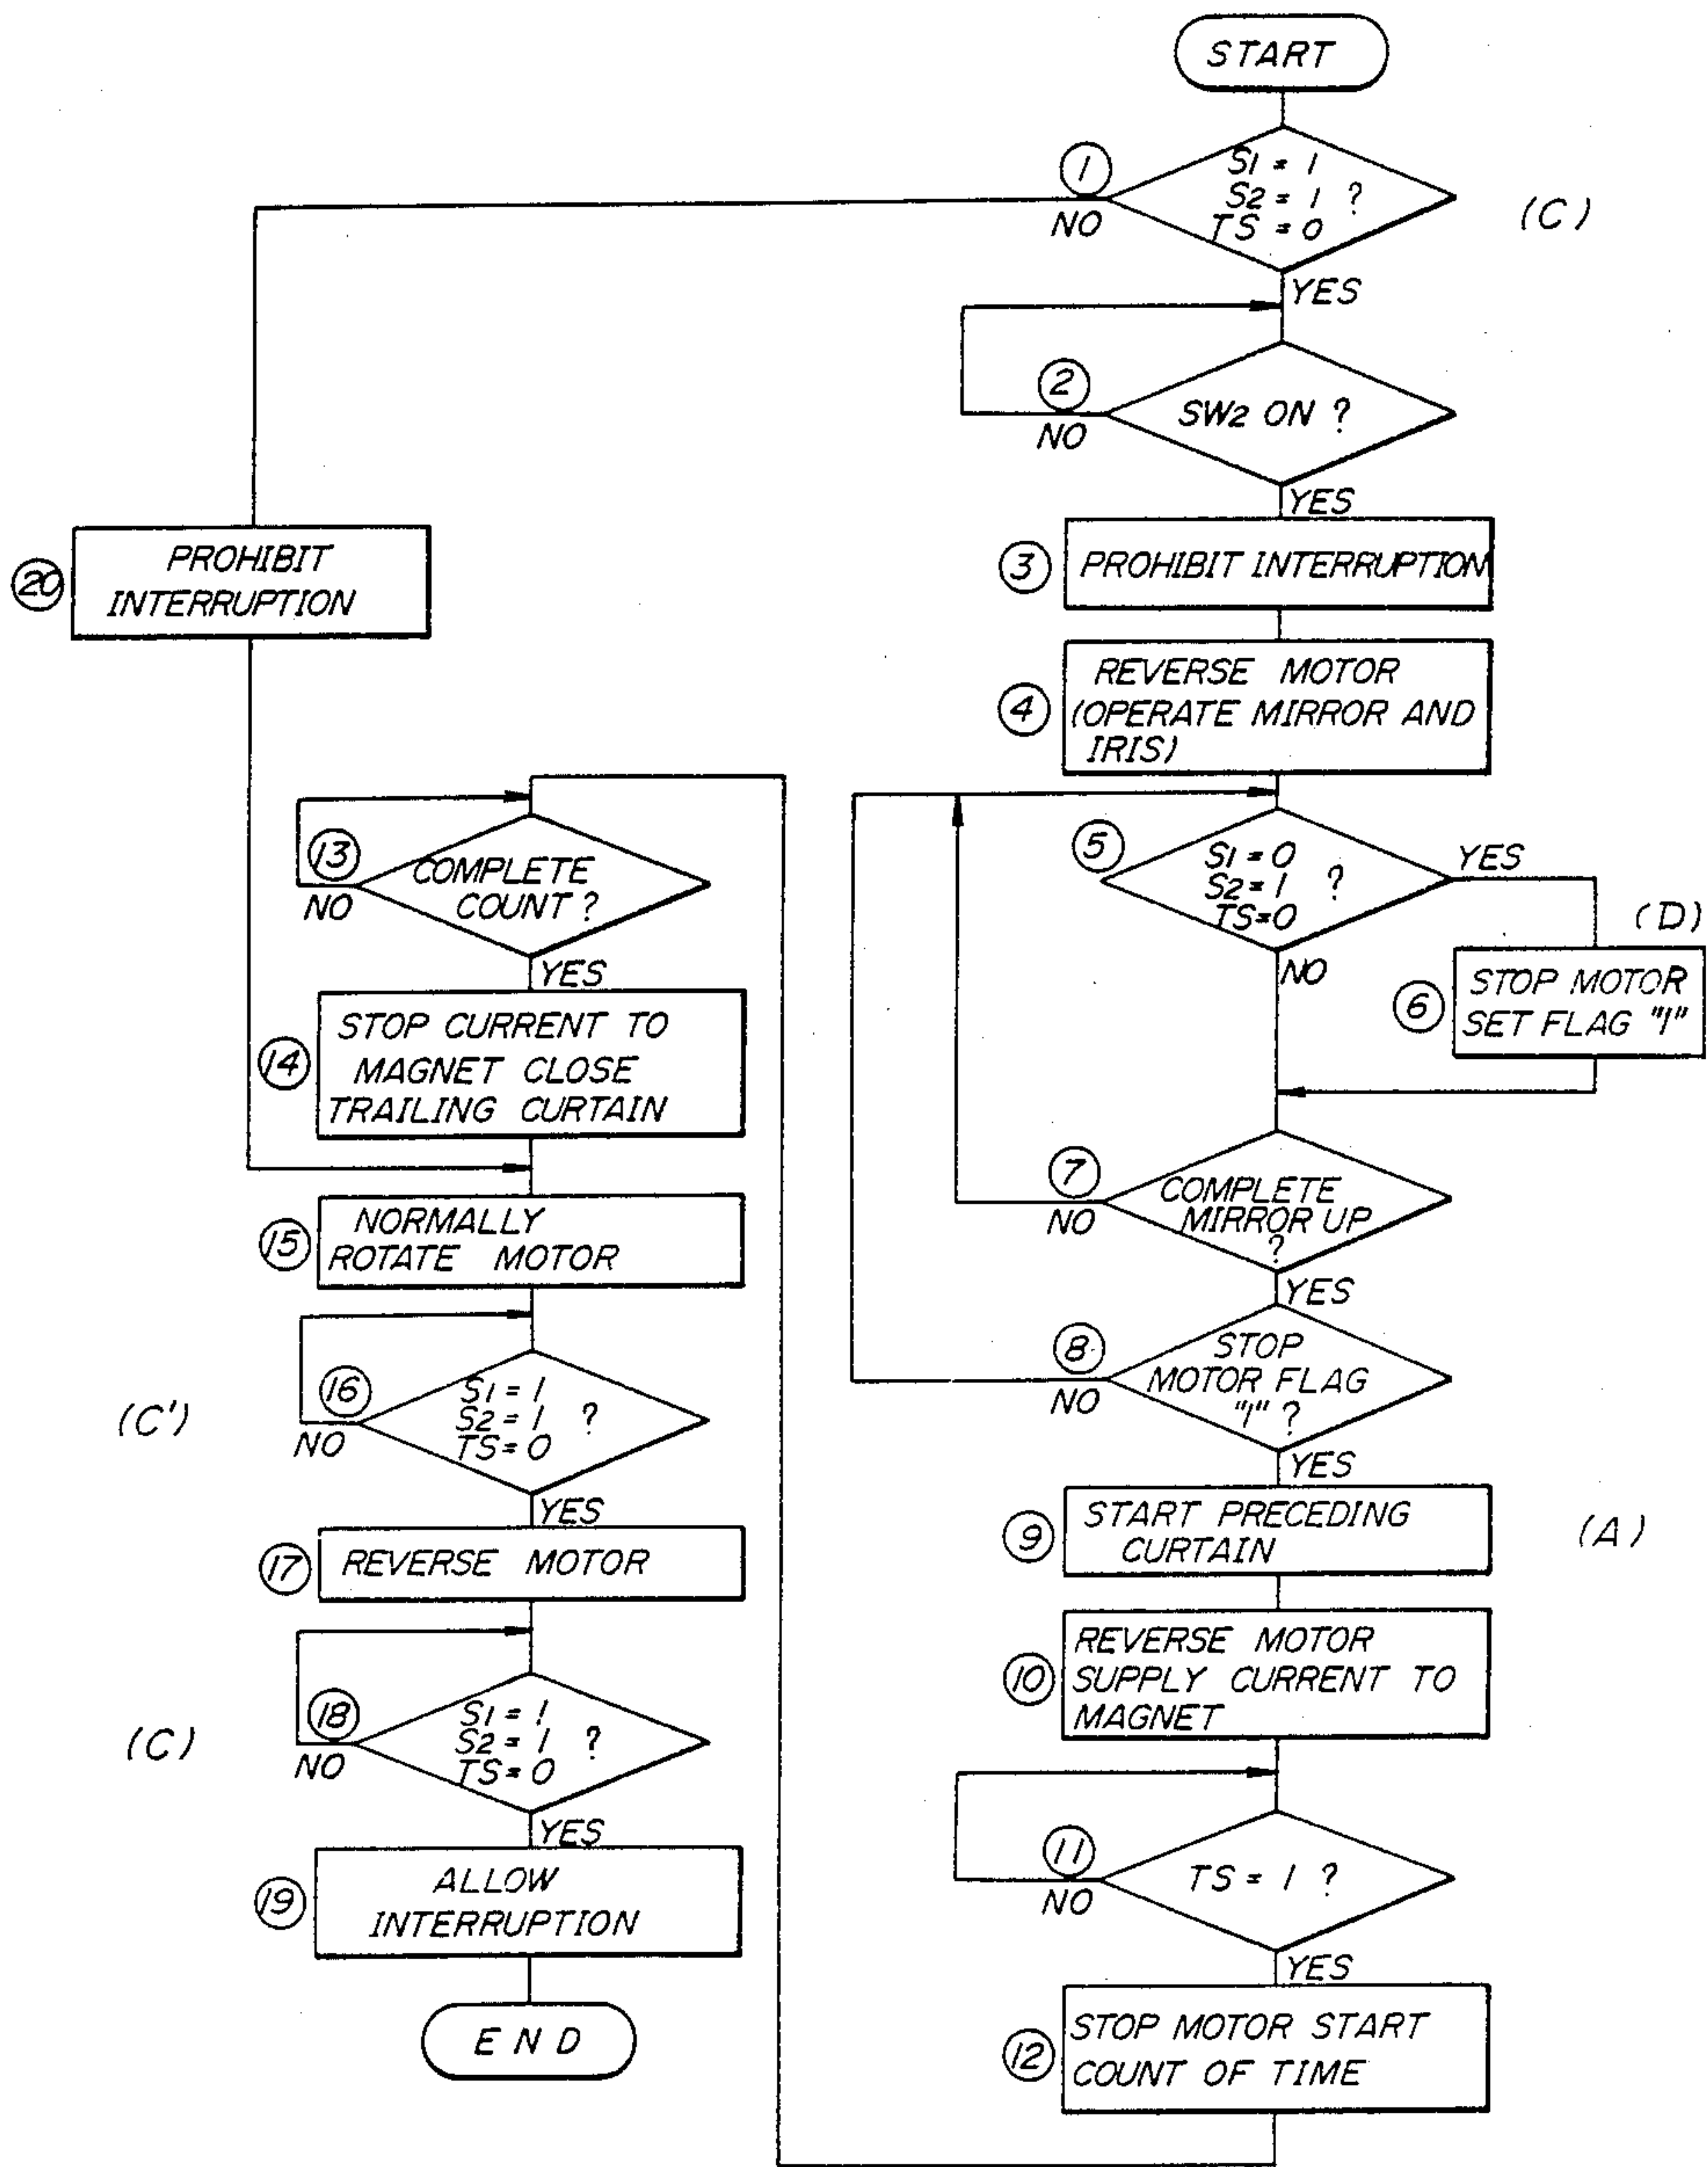 START
1
S1 = 1
S2 = 1 ?
TS = 0
NO
(C)
YES
2
SW2 ON ?
NO
YES
3
PROHIBIT INTERRUPTION
4
REVERSE MOTOR
(OPERATE MIRROR AND
IRIS)
5
S1 = 0
S2 = 1 ?
TS=0
YES
(D)
NO
6
STOP MOTOR
SET FLAG "1"
7
COMPLETE
MIRROR UP
?
NO
YES
8
STOP
MOTOR FLAG
"1" ?
NO
YES
9
START PRECEDING
CURTAIN
(A)
10
REVERSE MOTOR
SUPPLY CURRENT TO
MAGNET
11
TS = 1 ?
NO
YES
12
STOP MOTOR START
COUNT OF TIME
20
PROHIBIT
INTERRUPTION
13
COMPLETE
COUNT ?
NO
YES
14
STOP CURRENT TO
MAGNET CLOSE
TRAILING CURTAIN
15
NORMALLY
ROTATE MOTOR
16
S1 = 1
S2 = 1 ?
TS = 0
(C')
NO
YES
17
REVERSE MOTOR
18
S1 = 1
S2 = 1 ?
TS = 0
(C)
NO
YES
19
ALLOW
INTERRUPTION
END